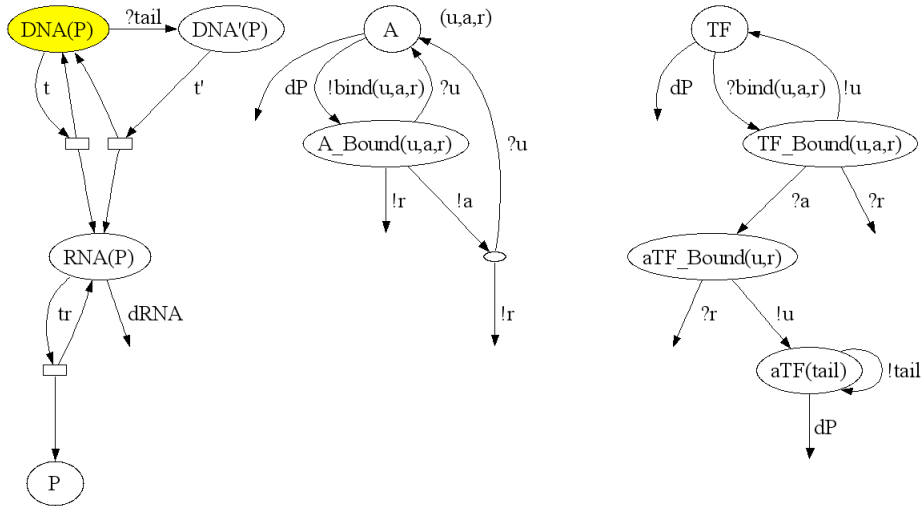 DNA(P)
?tail
DNA'(P)
t
t'
RNA(P)
tr
dRNA
P
A
(u,a,r)
dP
!bind(u,a,r)
?u
A_Bound(u,a,r)
?u
!r
!a
!r
TF
dP
?bind(u,a,r)
!u
TF_Bound(u,a,r)
?a
?r
aTF_Bound(u,r)
?r
!u
aTF(tail)
!tail
dP